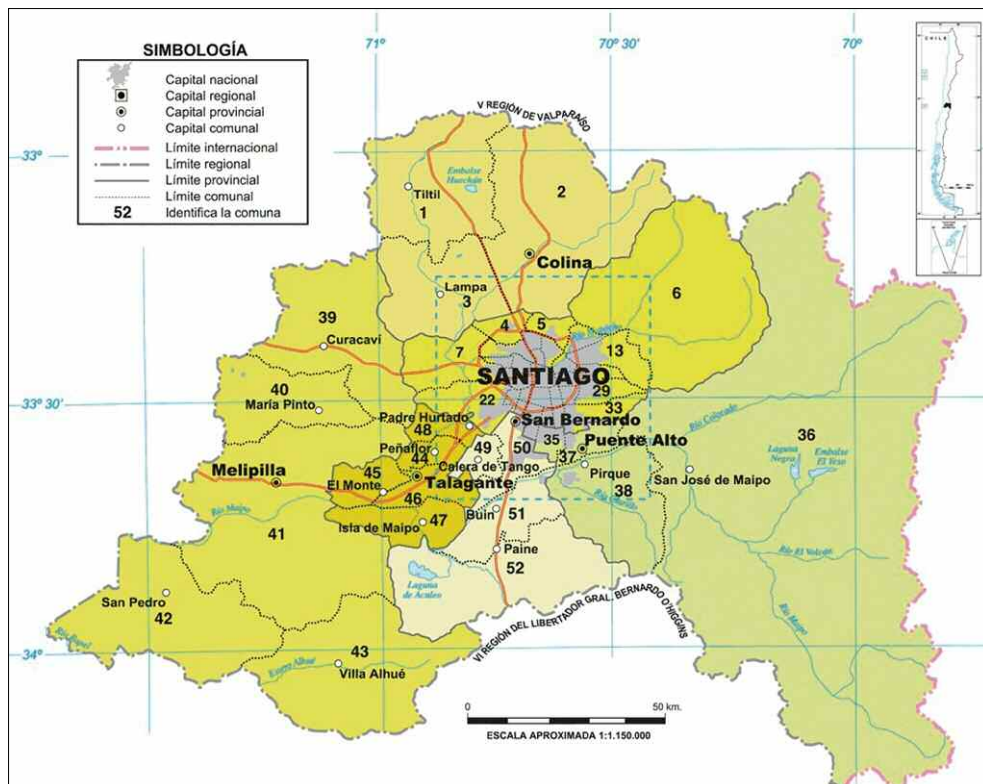 SIMBOLOGÍA
Capital nacional
Capital regional
Capital provincial
Capital comunal
Límite internacional
Límite regional
Límite provincial
Límite comunal
52 Identifica la comuna
71º
70º 30'
70º
33º
33º 30'
34º
CHILE
V REGIÓN DE VALPARAÍSO
Embalse
Huechún
Tiltil
1
2
Colina
Lampa
3
6
4
5
7
13
39
Curacaví
SANTIAGO
22
29
33
40
María Pinto
Padre Hurtado
48
San Bernardo
Río Colorado
35
36
Peñaflor
49
50
Puente Alto
37
44
Calera de Tango
Laguna
Negra
Embalse
El Yeso
Melipilla
45
El Monte
Talagante
Pirque
38
San José de Maipo
46
Río Maipo
Buin
51
Isla de Maipo
47
41
Paine
52
Río El Volcán
Laguna
de Aculeo
San Pedro
42
Río Maipo
Río Rapel
VI REGIÓN DEL LIBERTADOR GRAL. BERNARDO O'HIGGINS
43
Villa Alhué
Estero Alhué
0
50 km.
ESCALA APROXIMADA 1:1.150.000